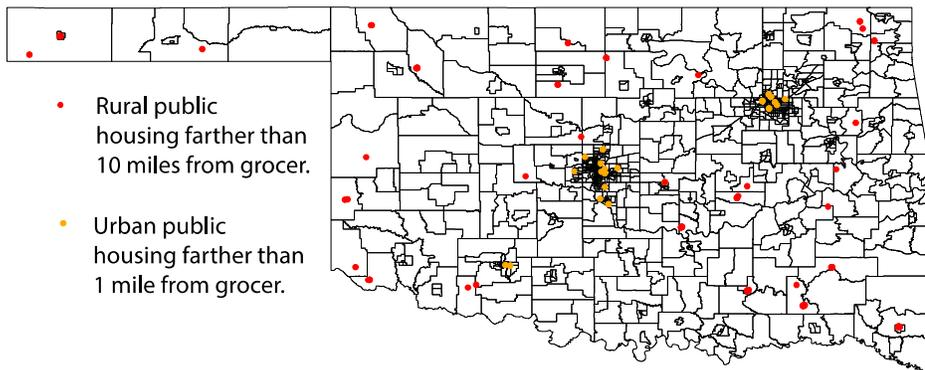 Rural public
housing farther than
10 miles from grocer.
Urban public
housing farther than
1 mile from grocer.